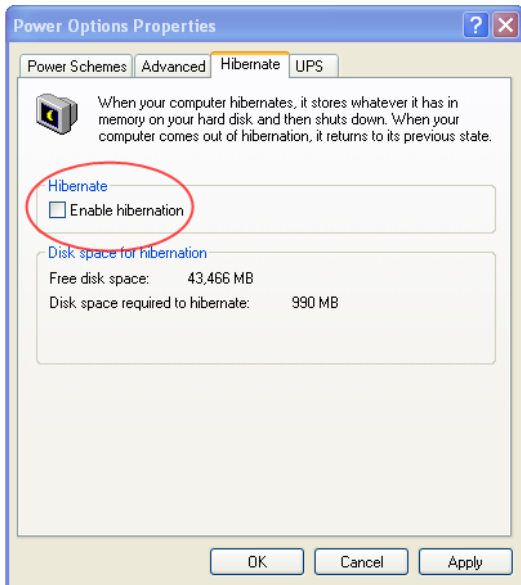 Power Options Properties
Power Schemes Advanced Hibernate UPS
When your computer hibernates, it stores whatever it has in
memory on your hard disk and then shuts down. When your
computer comes out of hibernation, it returns to its previous state.
Hibernate
Enable hibernation
Disk space for hibernation
Free disk space: 43,466 MB
Disk space required to hibernate: 990 MB
OK Cancel Apply